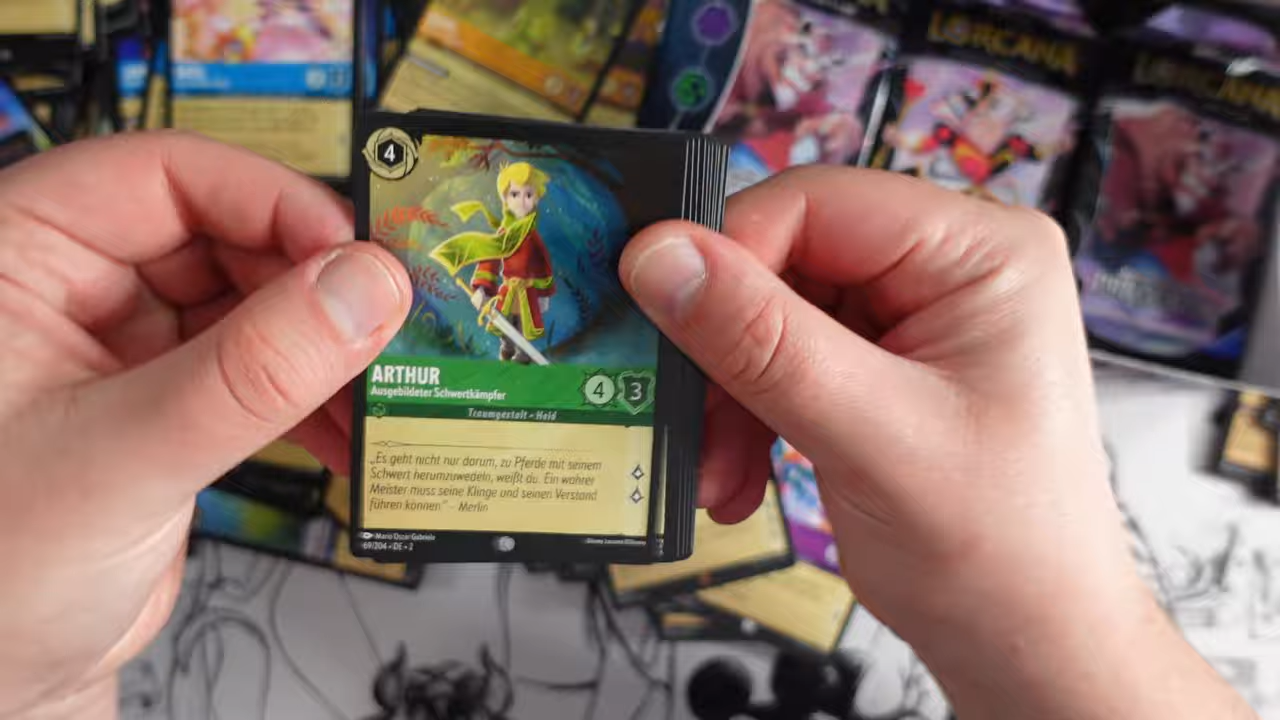 LORCANA
LORCANA
4
ARTHUR
Ausgebildeter Schwertkämpfer
4 3
Traumgestalt • Held
„Es geht nicht nur darum, zu Pferde mit seinem
Schwert herumzuwedeln, weißt du. Ein wahrer
Meister muss seine Klinge und seinen Verstand
führen können“ – Merlin
Mario Oscar Gabriele
69/204 • DE • 2